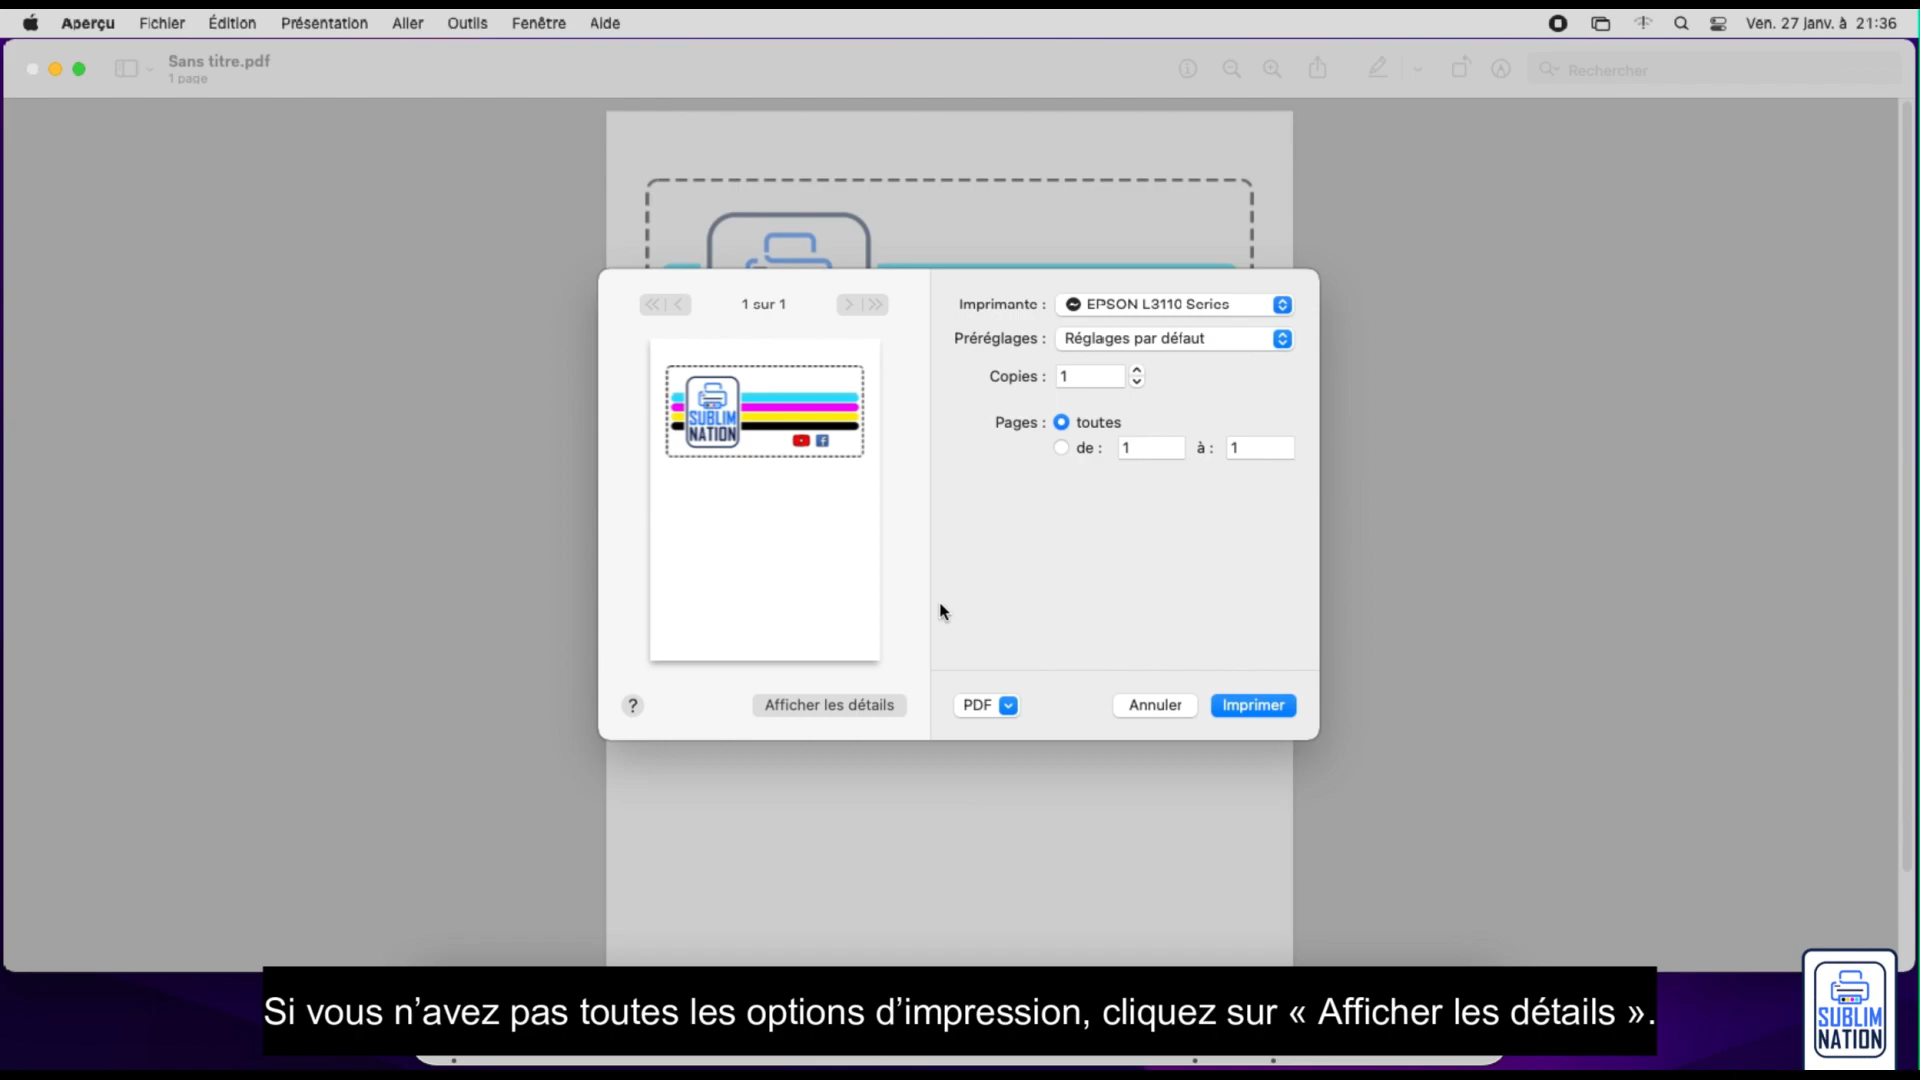 Aperçu Fichier Édition Présentation Aller Outils Fenêtre Aide Ven. 27 janv. à 21:36
Sans titre.pdf
1 page
Rechercher
1 sur 1
Imprimante : EPSON L3110 Series
Préréglages : Réglages par défaut
Copies : 1
Pages : toutes
de : 1 à : 1
SUBLIM
NATION
? Afficher les détails PDF Annuler Imprimer
Si vous n’avez pas toutes les options d’impression, cliquez sur « Afficher les détails ».
SUBLIM
NATION